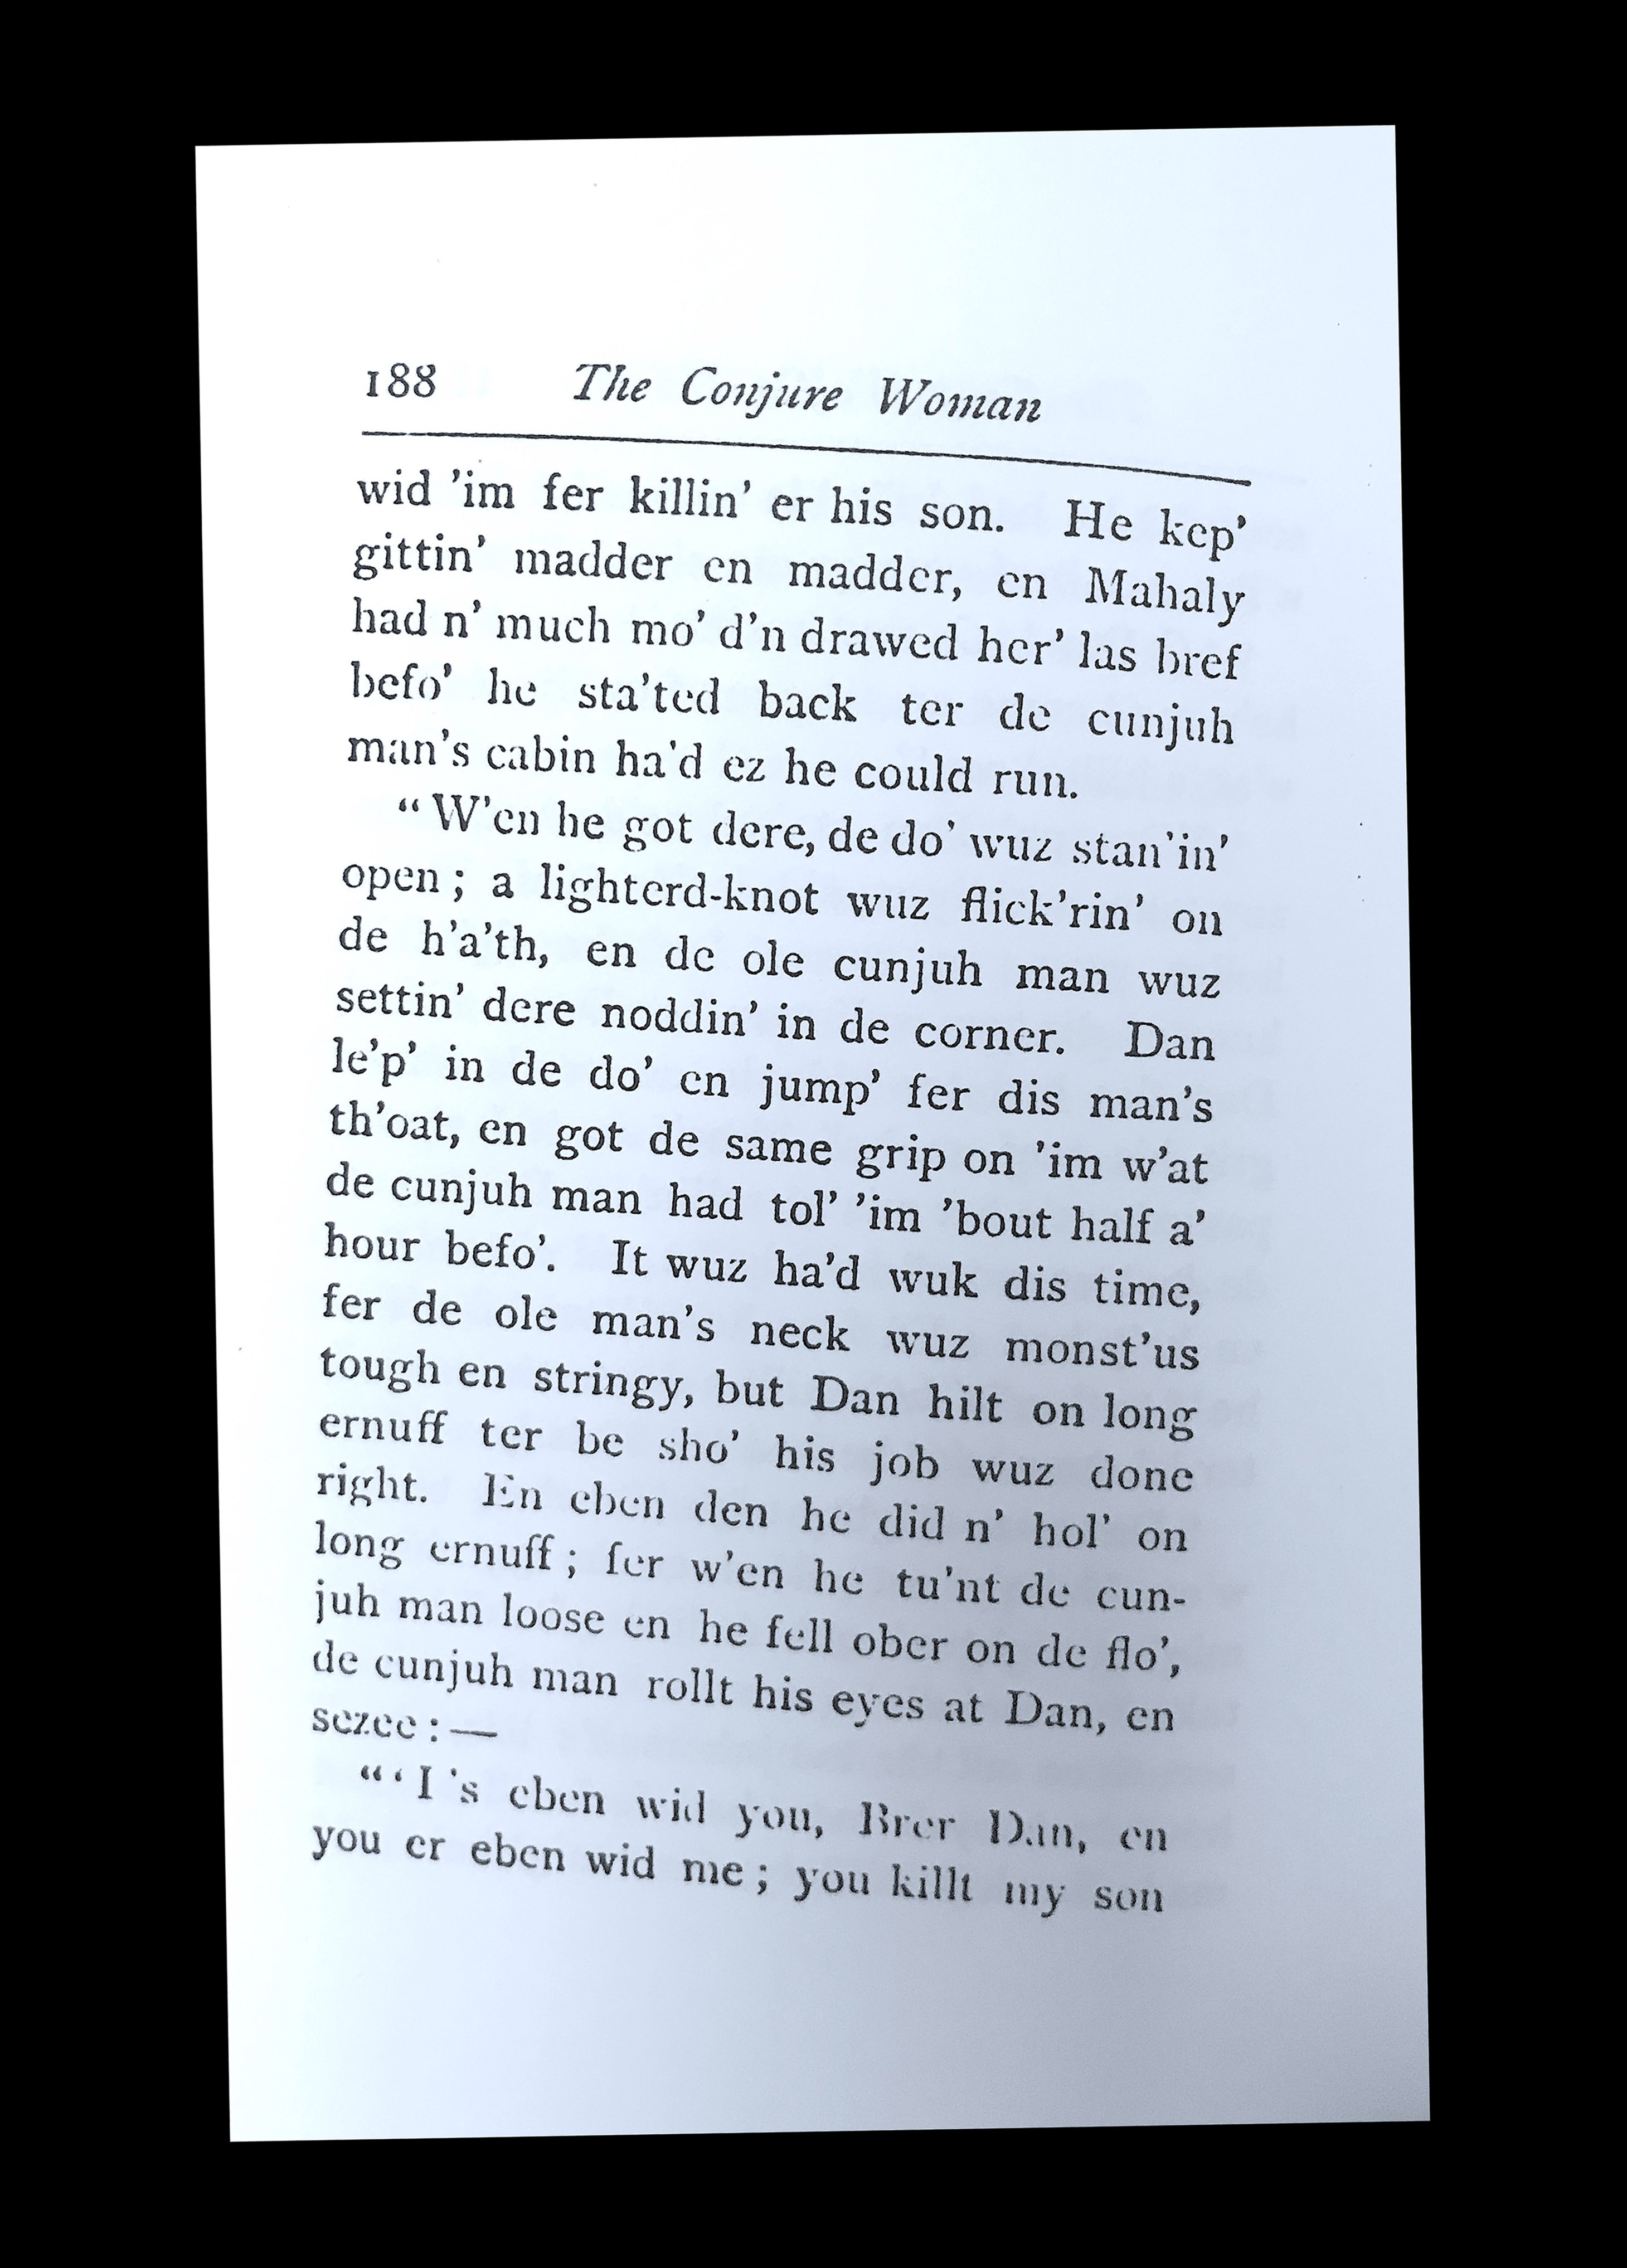 188 The Conjure Woman
wid ’im fer killin’ er his son. He kep’
gittin’ madder en madder, en Mahaly
had n’ much mo’ d’n drawed her’ las bref
befo’ he sta’ted back ter de cunjuh
man’s cabin ha’d ez he could run.
“W’en he got dere, de do’ wuz stan’in’
open; a lighterd-knot wuz flick’rin’ on
de h’a’th, en de ole cunjuh man wuz
settin’ dere noddin’ in de corner. Dan
le’p’ in de do’ en jump’ fer dis man’s
th’oat, en got de same grip on ’im w’at
de cunjuh man had tol’ ’im ’bout half a’
hour befo’. It wuz ha’d wuk dis time,
fer de ole man’s neck wuz monst’us
tough en stringy, but Dan hilt on long
ernuff ter be sho’ his job wuz done
right. En eben den he did n’ hol’ on
long ernuff; fer w’en he tu’nt de cun-
juh man loose en he fell ober on de flo’,
de cunjuh man rollt his eyes at Dan, en
sezee:—
“‘I ’s eben wid you, Brer Dan, en
you er eben wid me; you killt my son